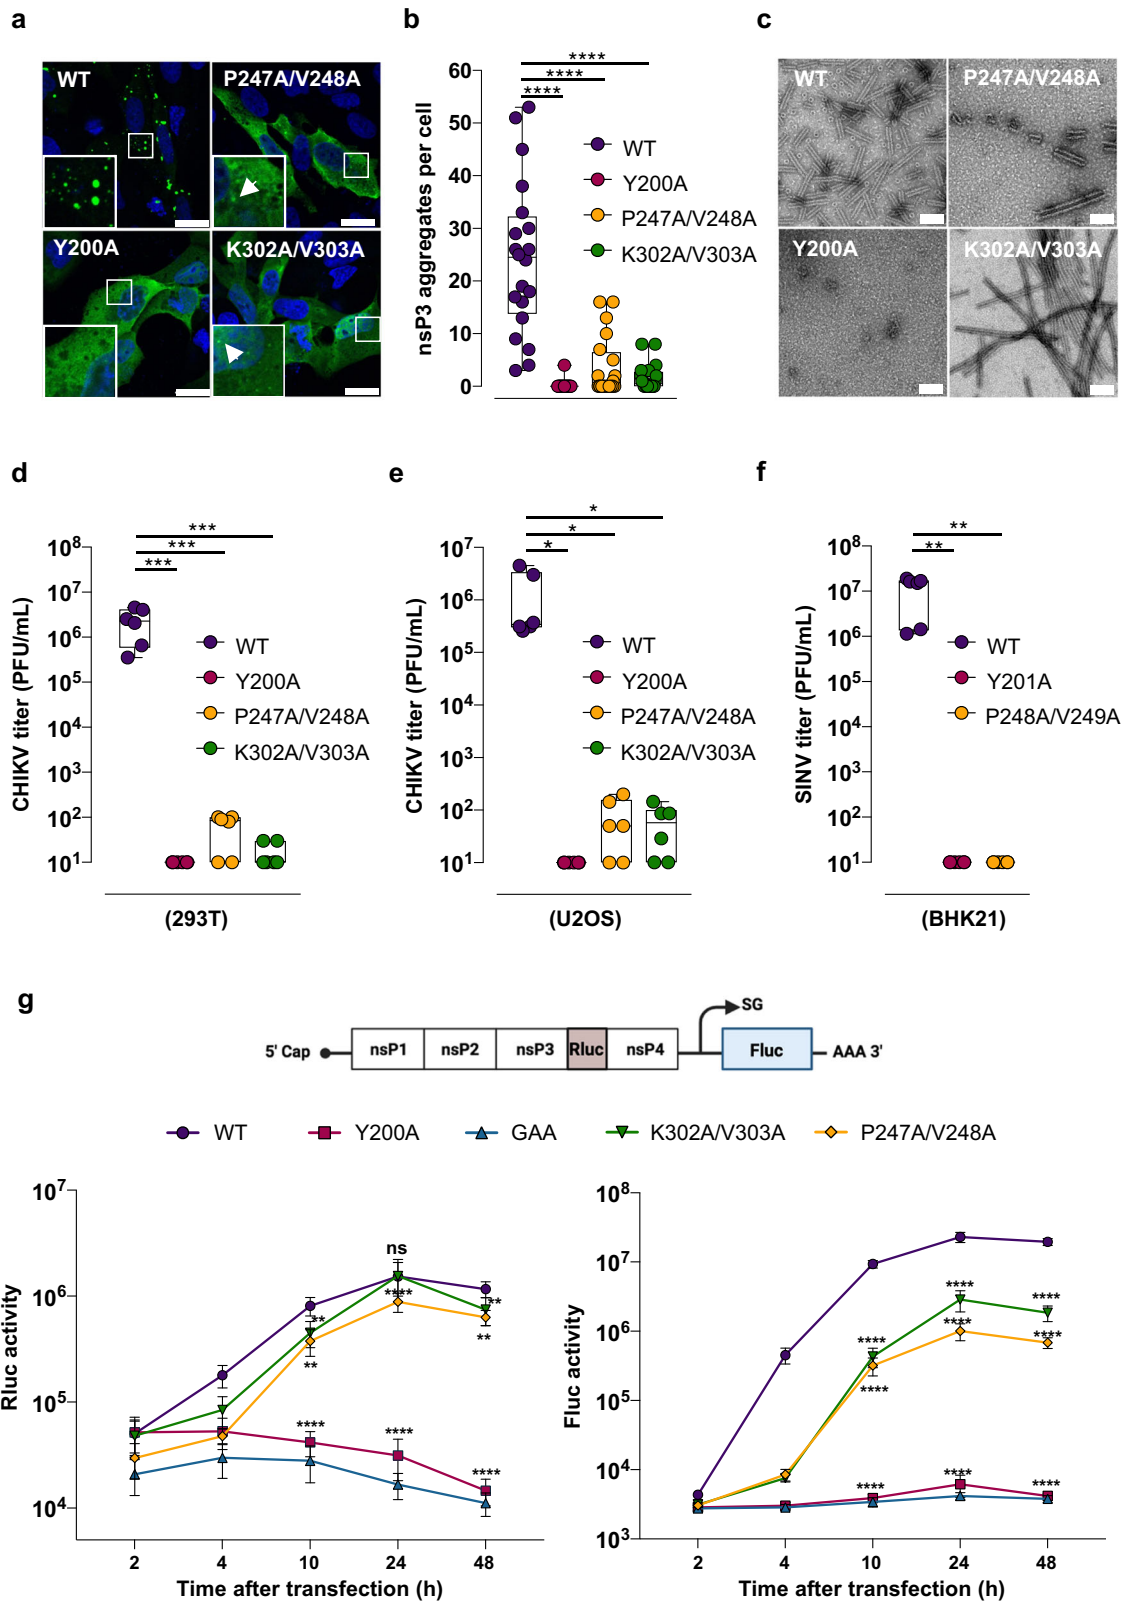 a
WT
P247A/V248A
Y200A
K302A/V303A
b
nsP3 aggregates per cell
60
50
40
30
20
10
0
****
****
****
WT
Y200A
P247A/V248A
K302A/V303A
c
WT
P247A/V248A
Y200A
K302A/V303A
d
CHIKV titer (PFU/mL)
10^8
10^7
10^6
10^5
10^4
10^3
10^2
10^1
***
***
***
WT
Y200A
P247A/V248A
K302A/V303A
(293T)
e
CHIKV titer (PFU/mL)
10^7
10^6
10^5
10^4
10^3
10^2
10^1
*
*
*
WT
Y200A
P247A/V248A
K302A/V303A
(U2OS)
f
SINV titer (PFU/mL)
10^8
10^7
10^6
10^5
10^4
10^3
10^2
10^1
**
**
WT
Y201A
P248A/V249A
(BHK21)
g
5' Cap nsP1 nsP2 nsP3 Rluc nsP4 SG Fluc AAA 3'
WT Y200A GAA K302A/V303A P247A/V248A
Rluc activity
10^7
10^6
10^5
10^4
ns
****
**
**
**
**
****
****
****
2 4 10 24 48
Time after transfection (h)
Fluc activity
10^8
10^7
10^6
10^5
10^4
10^3
****
****
****
****
****
****
****
****
****
2 4 10 24 48
Time after transfection (h)